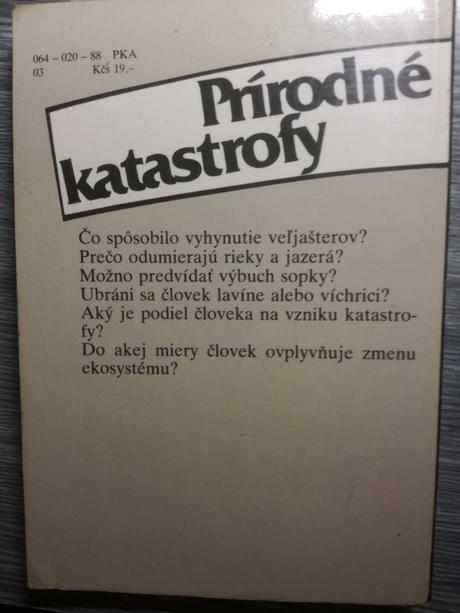 064 – 020 – 88 PKA
03 Kčs 19,–
Prírodné
katastrofy
Čo spôsobilo vyhynutie veľjašterov?
Prečo odumierajú rieky a jazerá?
Možno predvídať výbuch sopky?
Ubráni sa človek lavíne alebo víchrici?
Aký je podiel človeka na vzniku katastro-
fy?
Do akej miery človek ovplyvňuje zmenu
ekosystému?